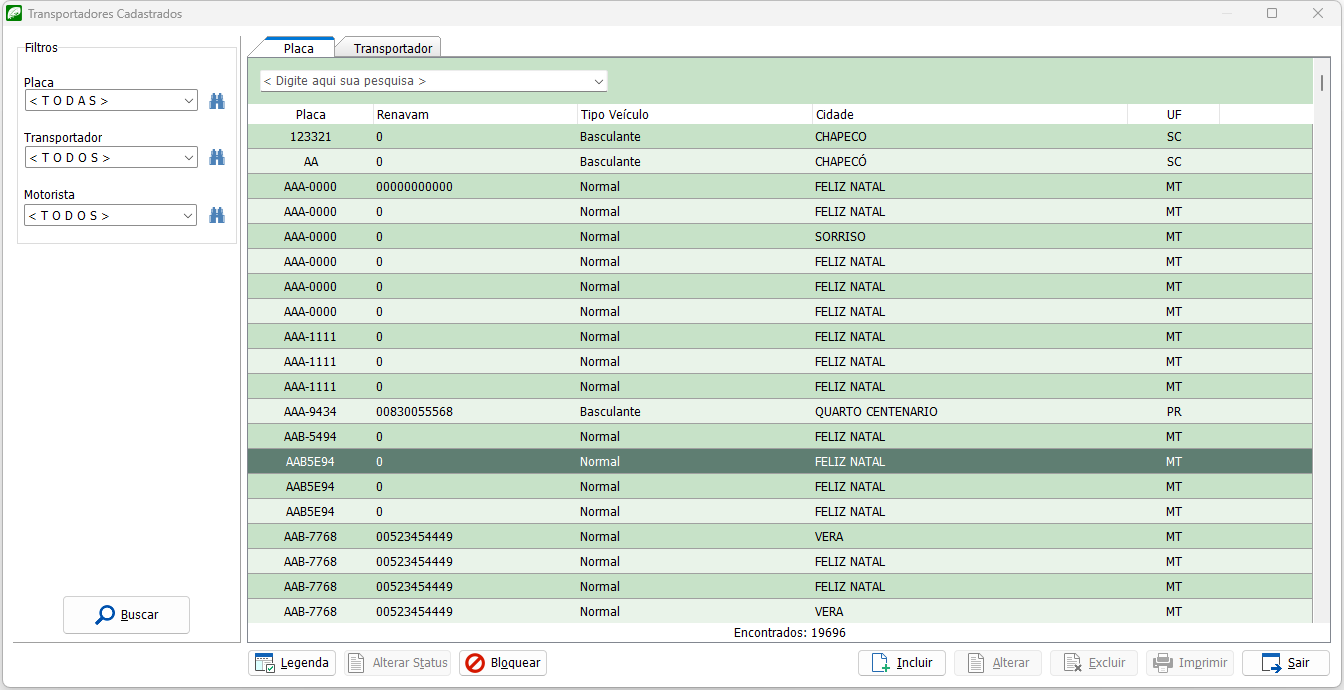 Transportadores Cadastrados
Filtros
Placa
< T O D A S >
Transportador
< T O D O S >
Motorista
< T O D O S >
Buscar
Placa Transportador
< Digite aqui sua pesquisa >
Placa Renavam Tipo Veículo Cidade UF
123321 0 Basculante CHAPECO SC
AA 0 Basculante CHAPECÓ SC
AAA-0000 00000000000 Normal FELIZ NATAL MT
AAA-0000 0 Normal FELIZ NATAL MT
AAA-0000 0 Normal SORRISO MT
AAA-0000 0 Normal FELIZ NATAL MT
AAA-0000 0 Normal FELIZ NATAL MT
AAA-0000 0 Normal FELIZ NATAL MT
AAA-1111 0 Normal FELIZ NATAL MT
AAA-1111 0 Normal FELIZ NATAL MT
AAA-1111 0 Normal FELIZ NATAL MT
AAA-9434 00830055568 Basculante QUARTO CENTENARIO PR
AAB-5494 0 Normal FELIZ NATAL MT
AAB5E94 0 Normal FELIZ NATAL MT
AAB5E94 0 Normal FELIZ NATAL MT
AAB5E94 0 Normal FELIZ NATAL MT
AAB-7768 00523454449 Normal VERA MT
AAB-7768 00523454449 Normal FELIZ NATAL MT
AAB-7768 00523454449 Normal FELIZ NATAL MT
AAB-7768 00523454449 Normal VERA MT
Encontrados: 19696
Legenda Alterar Status Bloquear Incluir Alterar Excluir Imprimir Sair